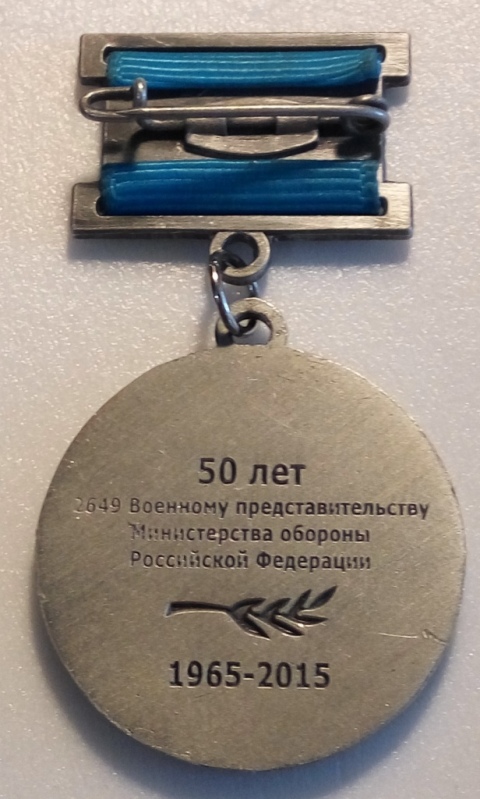 50 лет
2649 Военному представительству
Министерства обороны
Российской Федерации
1965-2015